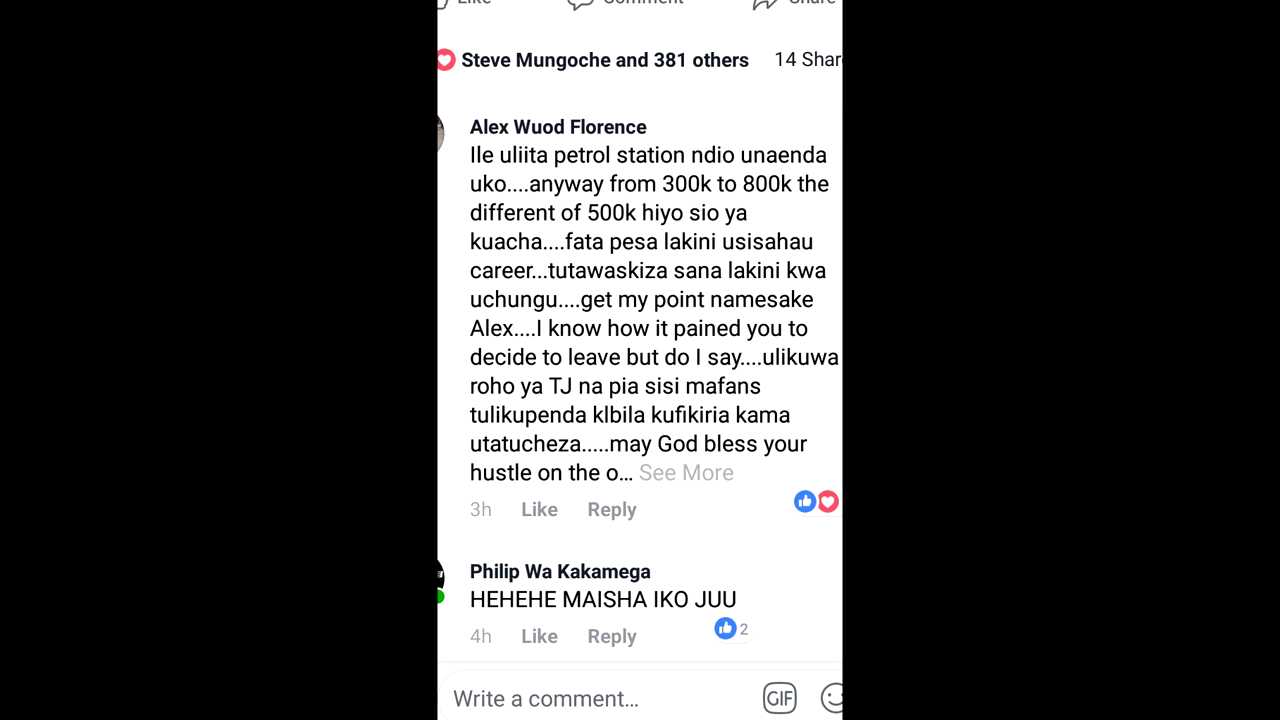 Like Comment Share
Steve Mungoche and 381 others 14 Shar
Alex Wuod Florence
Ile uliita petrol station ndio unaenda
uko....anyway from 300k to 800k the
different of 500k hiyo sio ya
kuacha....fata pesa lakini usisahau
career...tutawaskiza sana lakini kwa
uchungu....get my point namesake
Alex....I know how it pained you to
decide to leave but do I say....ulikuwa
roho ya TJ na pia sisi mafans
tulikupenda klbila kufikiria kama
utatucheza.....may God bless your
hustle on the o... See More
3h Like Reply
Philip Wa Kakamega
HEHEHE MAISHA IKO JUU
2
4h Like Reply
Write a comment... GIF